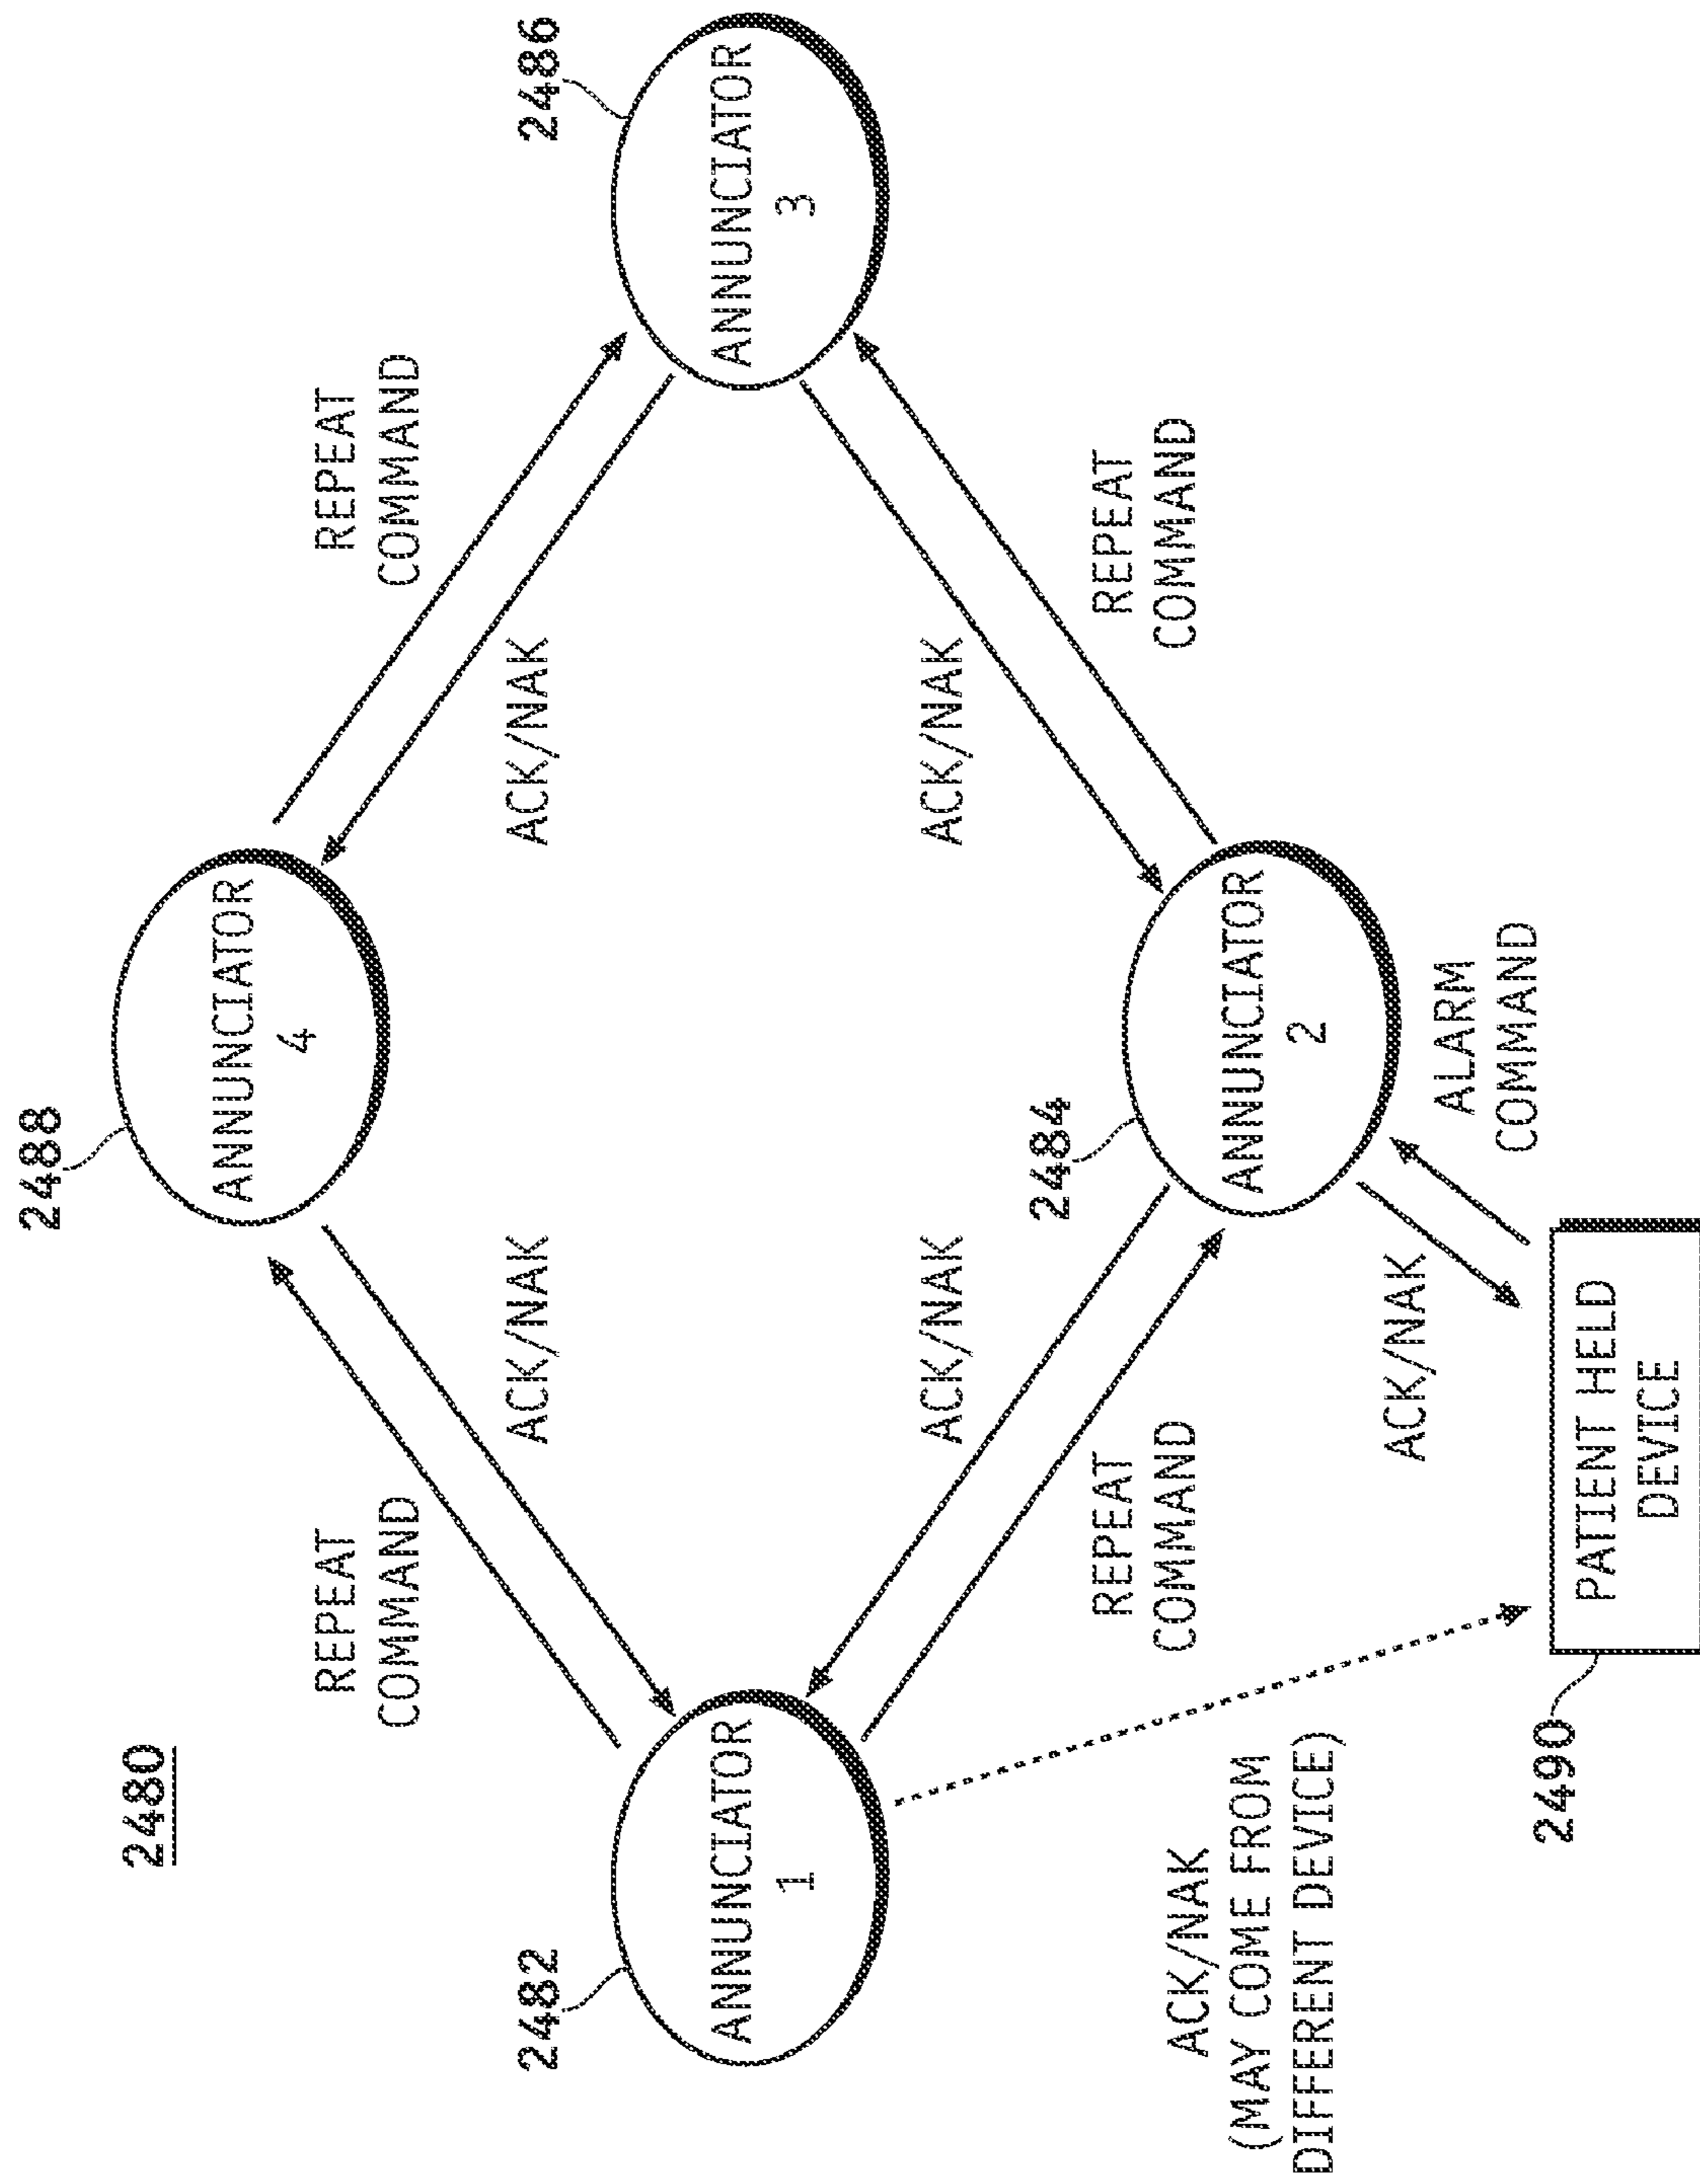 2488
2480
ANNUNCIATOR
4
REPEAT
COMMAND
REPEAT
COMMAND
2482
ACK/NAK
ACK/NAK
2486
ANNUNCIATOR
1
ANNUNCIATOR
3
ACK/NAK
ACK/NAK
2484
REPEAT
COMMAND
REPEAT
COMMAND
ANNUNCIATOR
2
ACK/NAK
(MAY COME FROM
DIFFERENT DEVICE)
ACK/NAK
ALARM
COMMAND
2490
PATIENT HELD
DEVICE